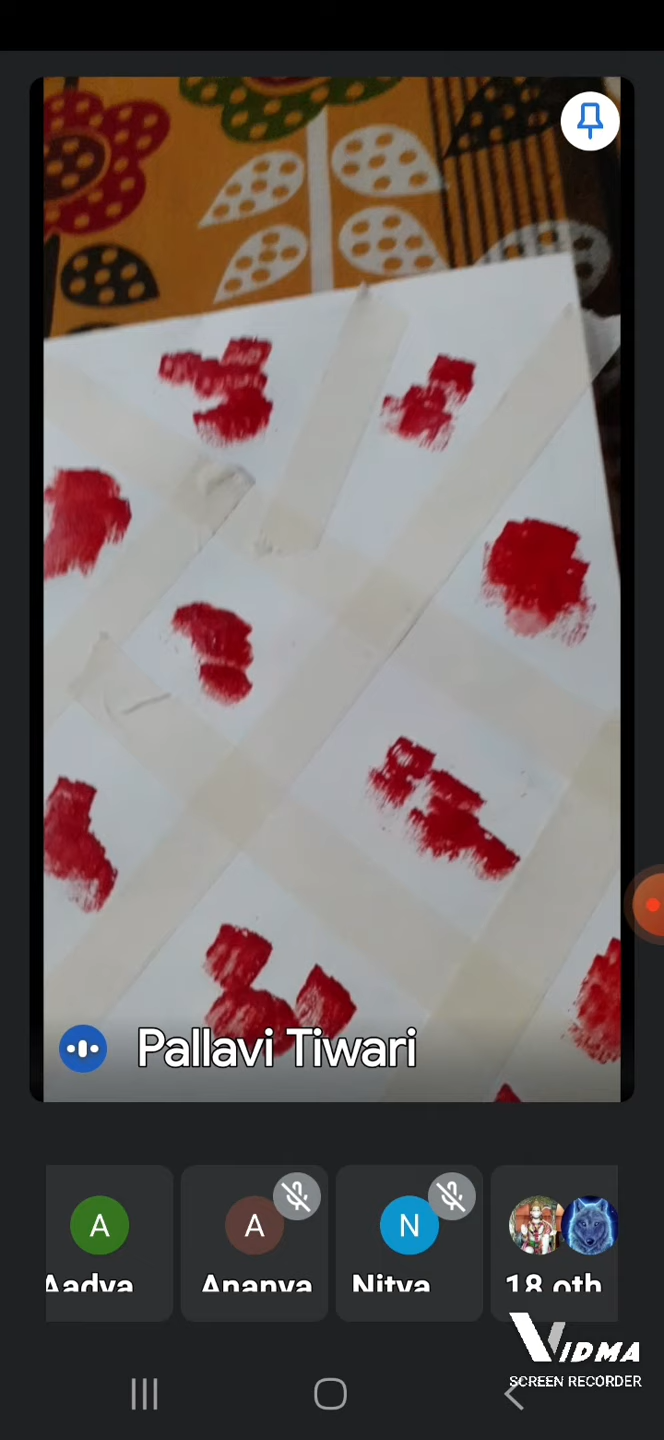 Pallavi Tiwari
A
A
N
Aadya
Ananya
Nitya
18 oth
VIDMA
SCREEN RECORDER